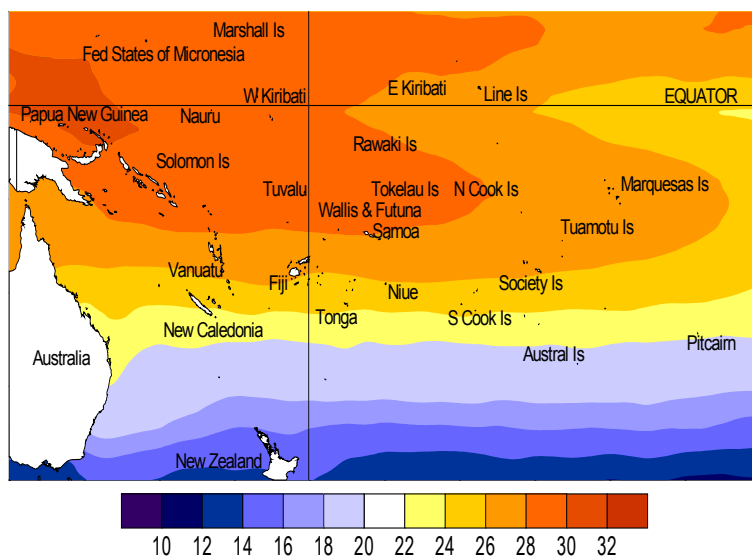 Marshall Is
Fed States of Micronesia
W Kiribati
E Kiribati
Line Is
EQUATOR
Papua New Guinea
Nauru
Rawaki Is
Solomon Is
Tuvalu
Tokelau Is
N Cook Is
Marquesas Is
Wallis & Futuna
Samoa
Tuamotu Is
Vanuatu
Fiji
Niue
Society Is
New Caledonia
Tonga
S Cook Is
Pitcairn
Australia
Austral Is
New Zealand
10 12 14 16 18 20 22 24 26 28 30 32